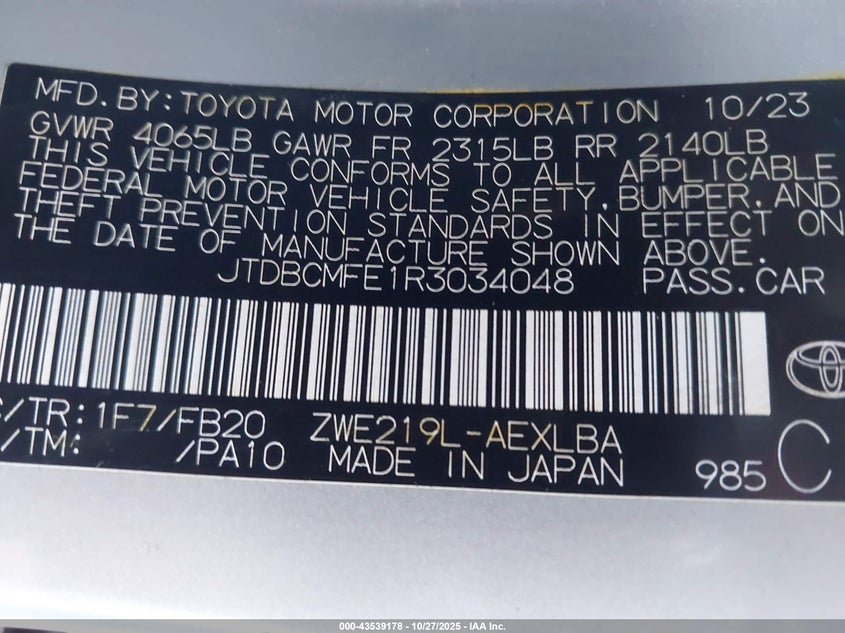 MFD. BY: TOYOTA MOTOR CORPORATION 10/23
GVWR 4065LB GAWR FR 2315LB RR 2140LB
THIS VEHICLE CONFORMS TO ALL APPLICABLE
FEDERAL MOTOR VEHICLE SAFETY, BUMPER, AND
THEFT PREVENTION STANDARDS IN EFFECT ON
THE DATE OF MANUFACTURE SHOWN ABOVE.
JTDBCMFE1R3034048 PASS. CAR
C/TR: 1F7/FB20 ZWE219L-AEXLBA
/TM: /PA10 MADE IN JAPAN 985 C
000-43539178 | 10/27/2025 - IAA Inc.